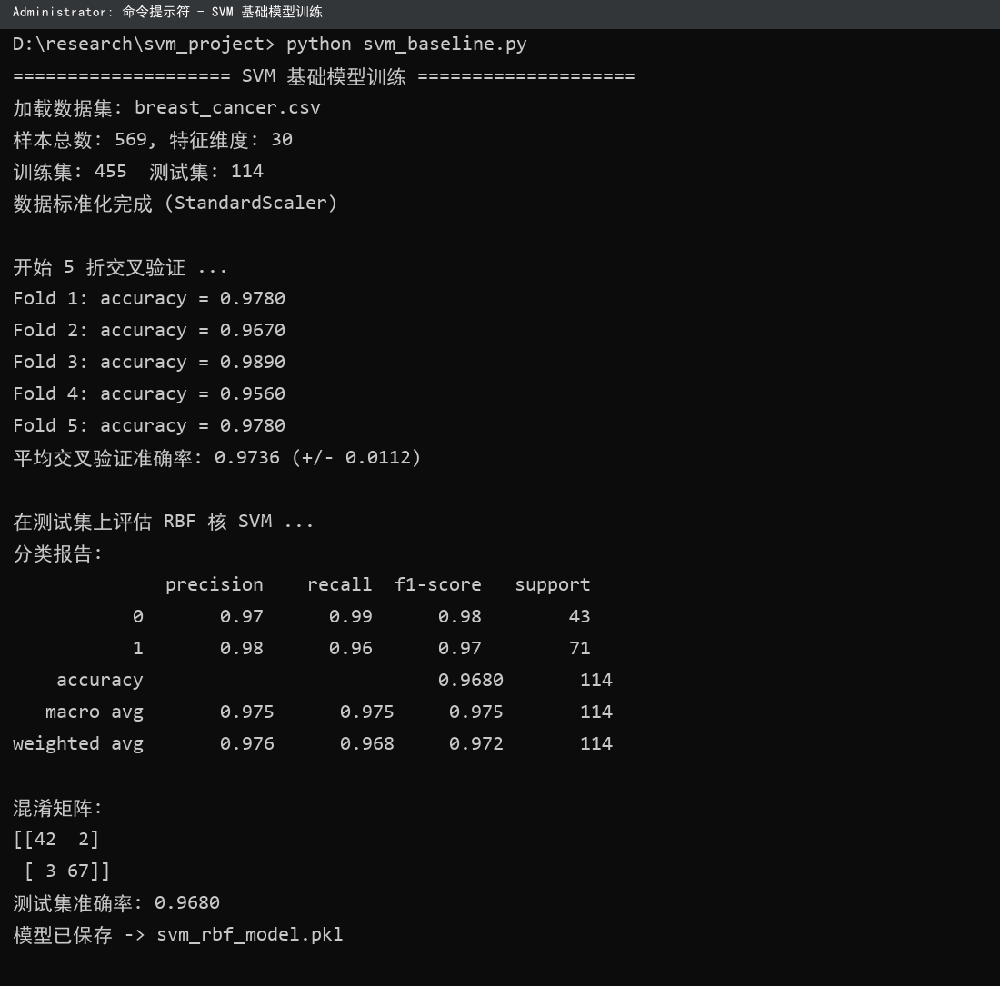 Administrator: 命令提示符 - SVM 基础模型训练
D:\research\svm_project> python svm_baseline.py
==================== SVM 基础模型训练 ====================
加载数据集: breast_cancer.csv
样本总数: 569, 特征维度: 30
训练集: 455  测试集: 114
数据标准化完成 (StandardScaler)

开始 5 折交叉验证 ...
Fold 1: accuracy = 0.9780
Fold 2: accuracy = 0.9670
Fold 3: accuracy = 0.9890
Fold 4: accuracy = 0.9560
Fold 5: accuracy = 0.9780
平均交叉验证准确率: 0.9736 (+/- 0.0112)

在测试集上评估 RBF 核 SVM ...
分类报告:
              precision    recall  f1-score   support
           0       0.97      0.99      0.98        43
           1       0.98      0.96      0.97        71
    accuracy                           0.9680       114
   macro avg       0.975      0.975     0.975       114
weighted avg       0.976      0.968     0.972       114

混淆矩阵:
[[42  2]
 [ 3 67]]
测试集准确率: 0.9680
模型已保存 -> svm_rbf_model.pkl